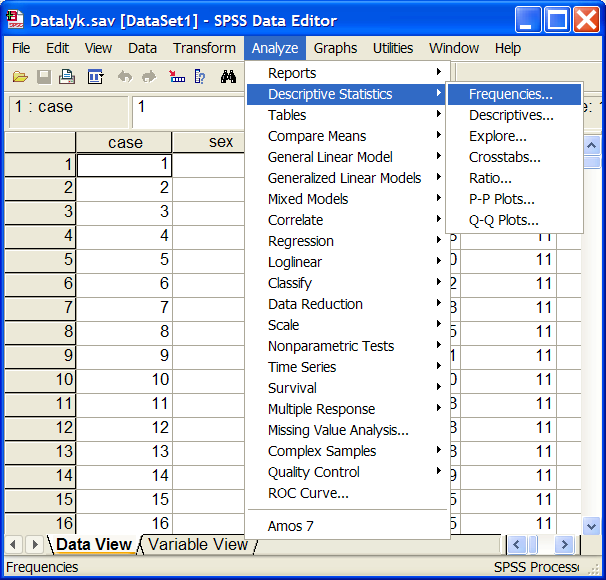 Datalyk.sav [DataSet1] - SPSS Data Editor
File Edit View Data Transform Analyze Graphs Utilities Window Help
1 : case 1
case sex
Reports
Descriptive Statistics
Tables
Compare Means
General Linear Model
Generalized Linear Models
Mixed Models
Correlate
Regression
Loglinear
Classify
Data Reduction
Scale
Nonparametric Tests
Time Series
Survival
Multiple Response
Missing Value Analysis...
Complex Samples
Quality Control
ROC Curve...
Amos 7
Frequencies...
Descriptives...
Explore...
Crosstabs...
Ratio...
P-P Plots...
Q-Q Plots...
1 1
2 2
3 3
4 4 11
5 5 11
6 6 11
7 7 11
8 8 11
9 9 11
10 10 11
11 11 11
12 12 11
13 13 11
14 14 11
15 15 11
16 16 11
Data View Variable View
Frequencies SPSS